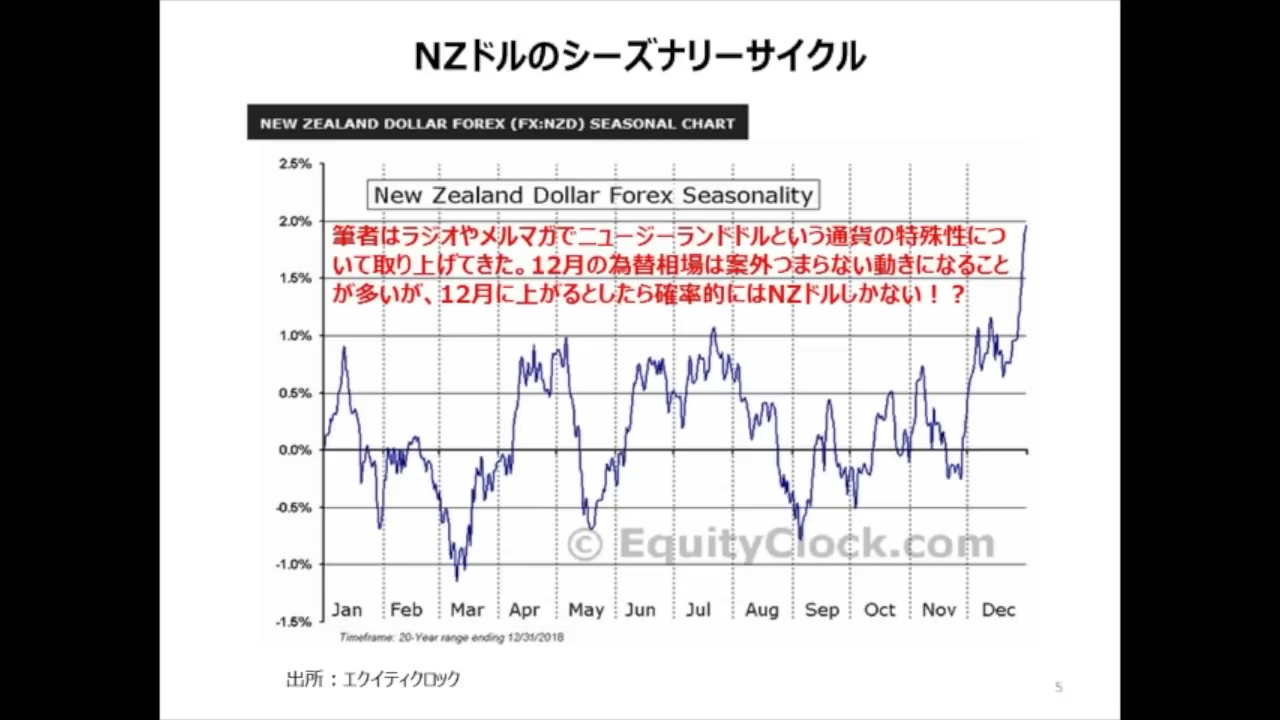 NZドルのシーズナリーサイクル
NEW ZEALAND DOLLAR FOREX (FX:NZD) SEASONAL CHART
2.5%
New Zealand Dollar Forex Seasonality
2.0%
筆者はラジオやメルマガでニュージーランドドルという通貨の特殊性につ
いて取り上げてきた。12月の為替相場は案外つまらない動きになること
1.5%
が多いが、12月に上がるとしたら確率的にはNZドルしかない！？
1.0%
0.5%
0.0%
-0.5%
© EquityClock.com
-1.0%
Jan Feb Mar Apr May Jun Jul Aug Sep Oct Nov Dec
-1.5%
Timeframe: 20-Year range ending 12/31/2018
出所：エクイティクロック
5